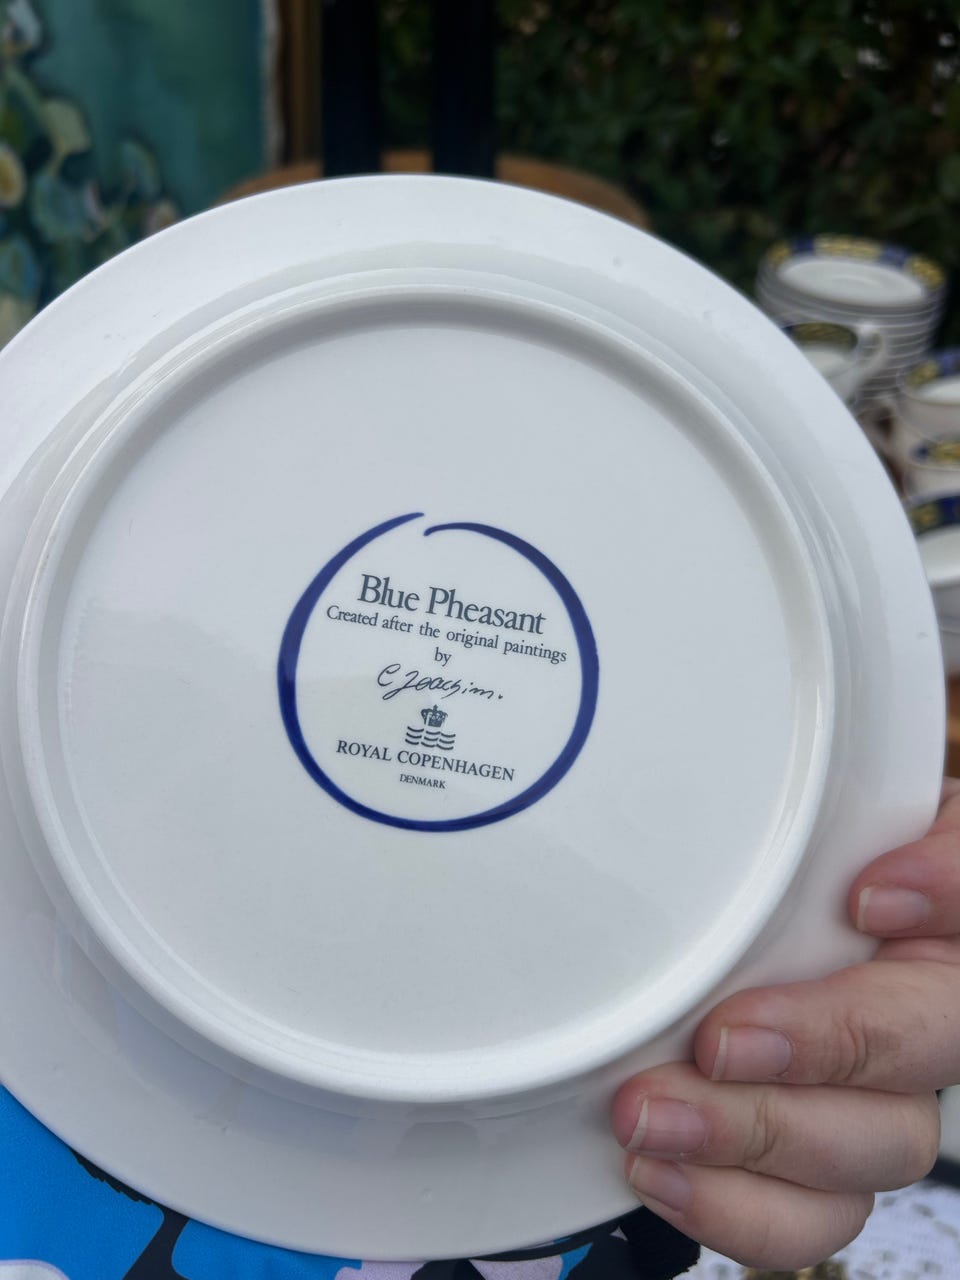 Blue Pheasant
Created after the original paintings
by
C Joachim.
ROYAL COPENHAGEN
DENMARK